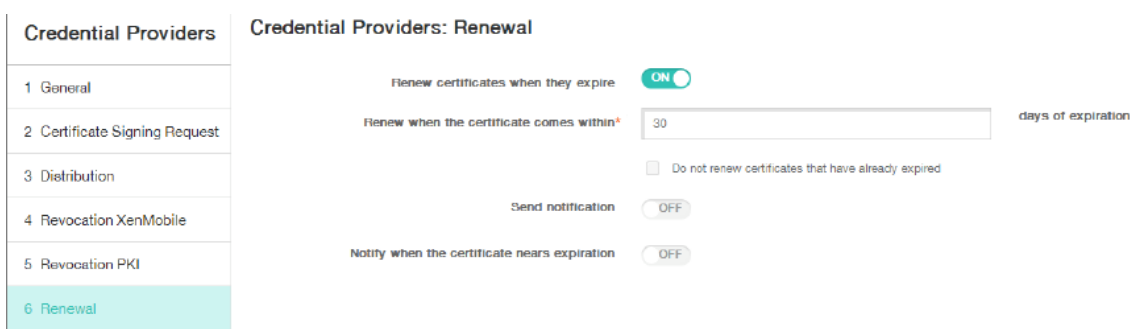 Credential Providers
1 General
2 Certificate Signing Request
3 Distribution
4 Revocation XenMobile
5 Revocation PKI
6 Renewal
Credential Providers: Renewal
Renew certificates when they expire ON
Renew when the certificate comes within* 30 days of expiration
Do not renew certificates that have already expired
Send notification OFF
Notify when the certificate nears expiration OFF